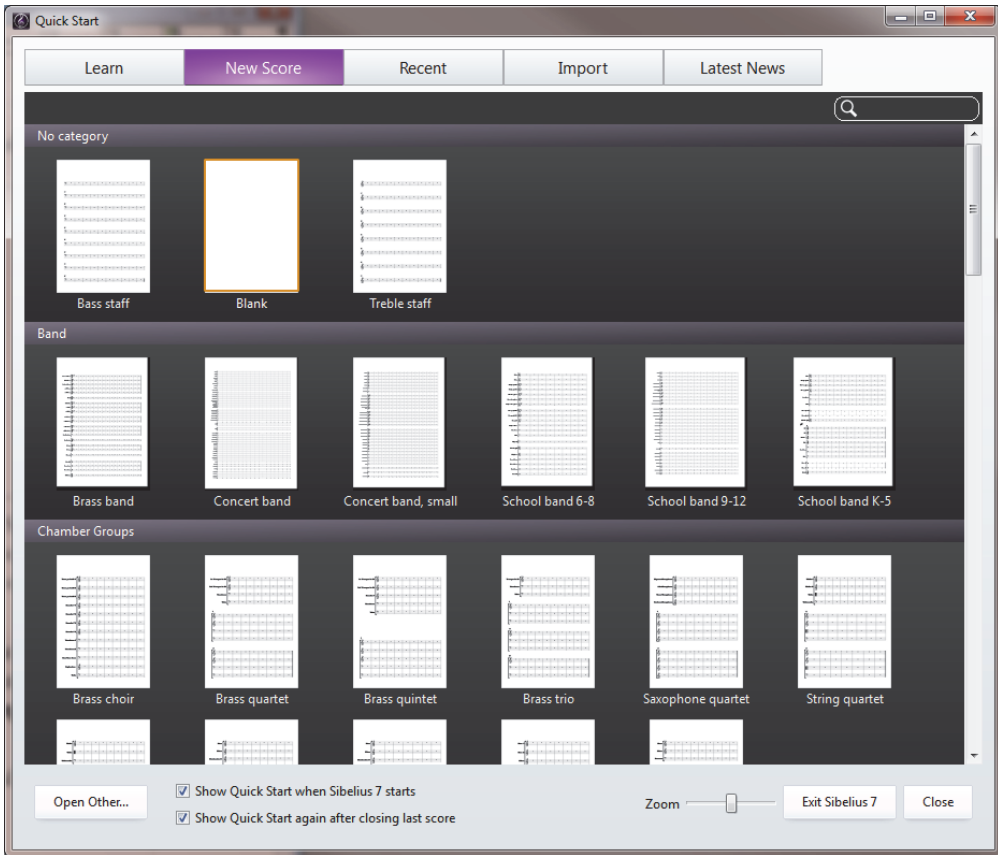 Quick Start
Learn New Score Recent Import Latest News
No category
Bass staff Blank Treble staff
Band
Brass band Concert band Concert band, small School band 6-8 School band 9-12 School band K-5
Chamber Groups
Brass choir Brass quartet Brass quintet Brass trio Saxophone quartet String quartet
Open Other...
Show Quick Start when Sibelius 7 starts
Show Quick Start again after closing last score
Zoom
Exit Sibelius 7
Close